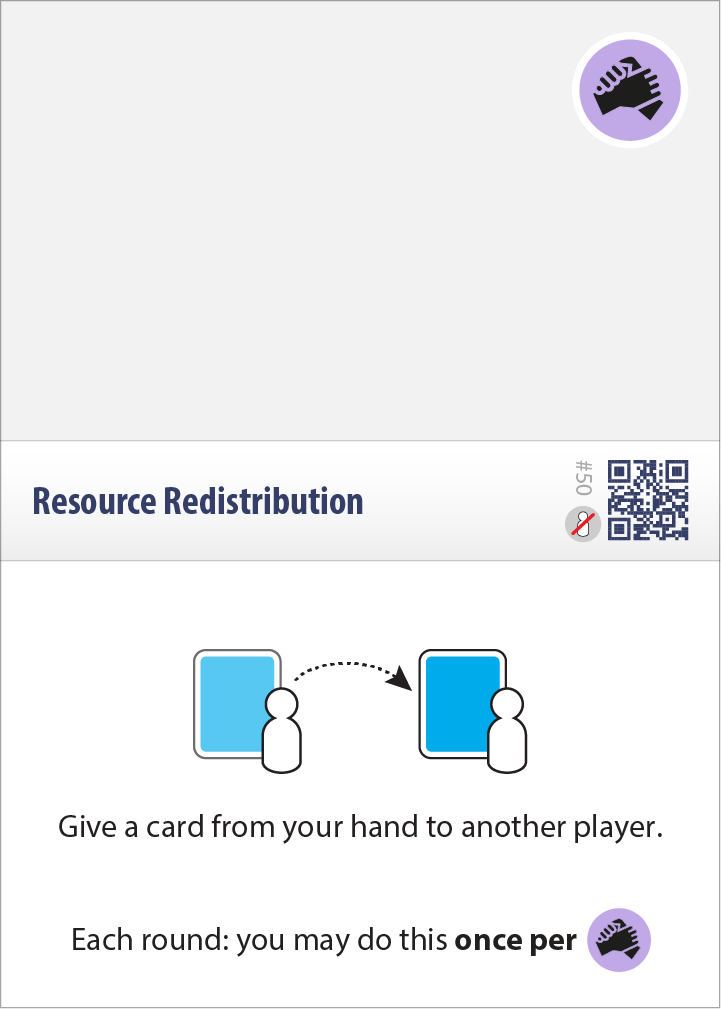 Resource Redistribution
#50
Give a card from your hand to another player.
Each round: you may do this once per